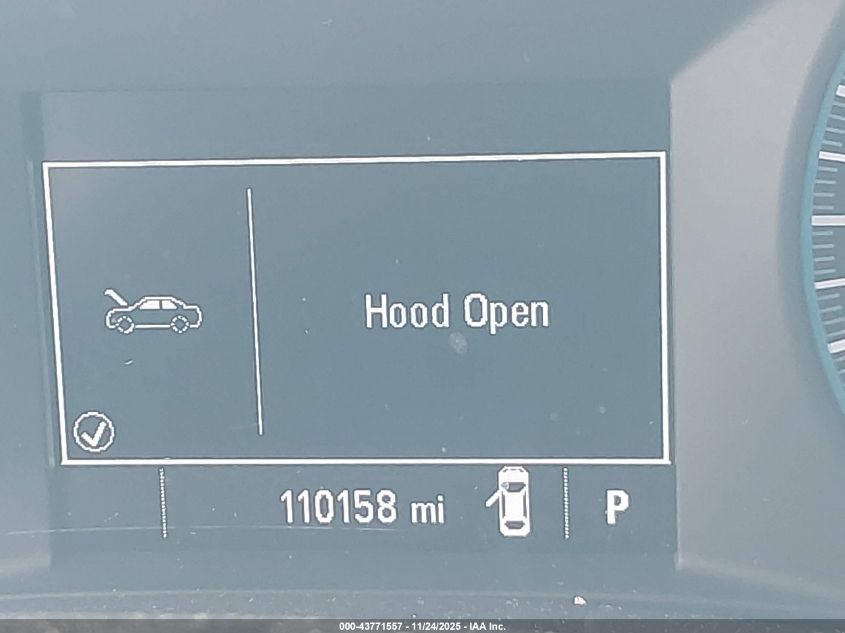 Hood Open
110158 mi
P
000-43771557 - 11/24/2025 - IAA Inc.